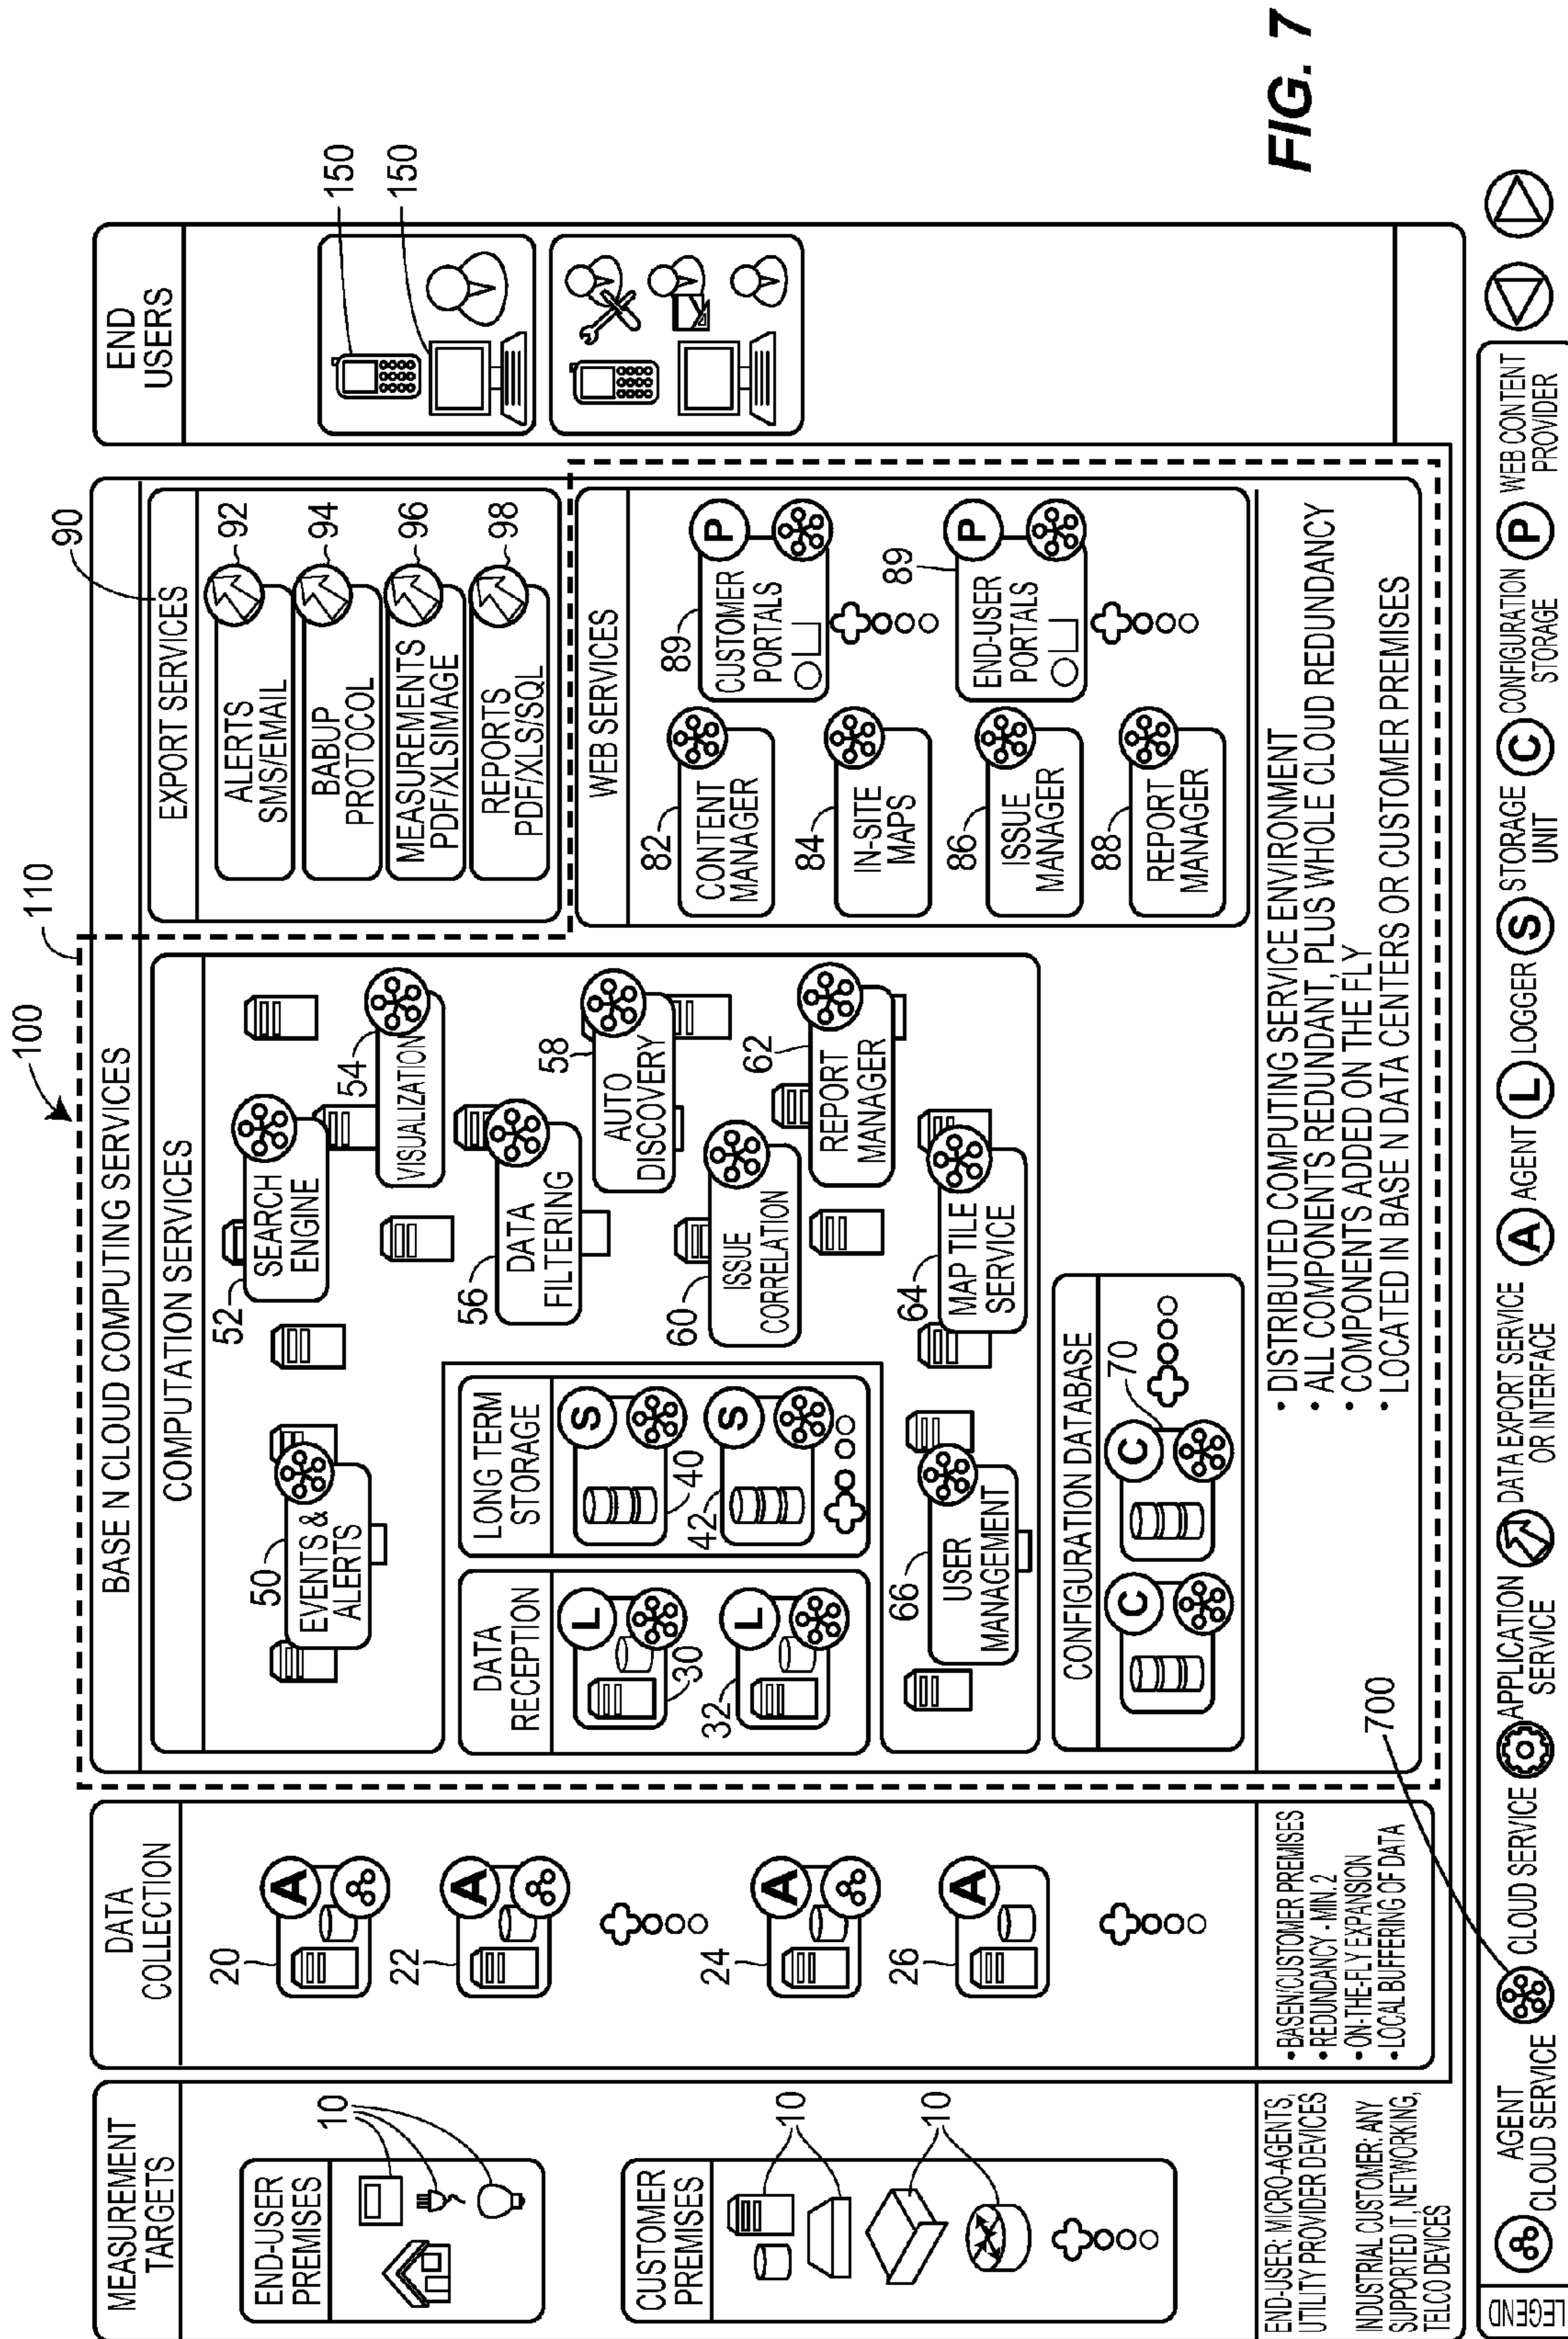 100
110
MEASUREMENT
TARGETS
END-USER
PREMISES
10
CUSTOMER
PREMISES
10
10
END-USER: MICRO-AGENTS,
UTILITY PROVIDER DEVICES
INDUSTRIAL CUSTOMER: ANY
SUPPORTED IT, NETWORKING,
TELCO DEVICES
DATA
COLLECTION
20
A
22
A
24
A
26
A
• BASEN/CUSTOMER PREMISES
• REDUNDANCY - MIN. 2
• ON-THE-FLY EXPANSION
• LOCAL BUFFERING OF DATA
BASE N CLOUD COMPUTING SERVICES
COMPUTATION SERVICES
50
EVENTS &
ALERTS
52
SEARCH
ENGINE
54
VISUALIZATION
56
DATA
FILTERING
58
AUTO
DISCOVERY
60
ISSUE
CORRELATION
62
REPORT
MANAGER
64
MAP TILE
SERVICE
66
USER
MANAGEMENT
DATA
RECEPTION
L
30
L
32
LONG TERM
STORAGE
S
40
S
42
CONFIGURATION DATABASE
C
C
70
EXPORT SERVICES
90
ALERTS
SMS/EMAIL
92
BABUP
PROTOCOL
94
MEASUREMENTS
PDF/XLSIMAGE
96
REPORTS
PDF/XLS/SQL
98
WEB SERVICES
82
CONTENT
MANAGER
84
IN-SITE
MAPS
86
ISSUE
MANAGER
88
REPORT
MANAGER
89
CUSTOMER
PORTALS
P
89
END-USER
PORTALS
P
• DISTRIBUTED COMPUTING SERVICE ENVIRONMENT
• ALL COMPONENTS REDUNDANT, PLUS WHOLE CLOUD REDUNDANCY
• COMPONENTS ADDED ON THE FLY
• LOCATED IN BASE N DATA CENTERS OR CUSTOMER PREMISES
END
USERS
150
150
700
LEGEND
AGENT
CLOUD SERVICE
CLOUD SERVICE
APPLICATION
SERVICE
DATA EXPORT SERVICE
OR INTERFACE
A AGENT
L LOGGER
S STORAGE
UNIT
C CONFIGURATION
STORAGE
P WEB CONTENT
PROVIDER
FIG. 7